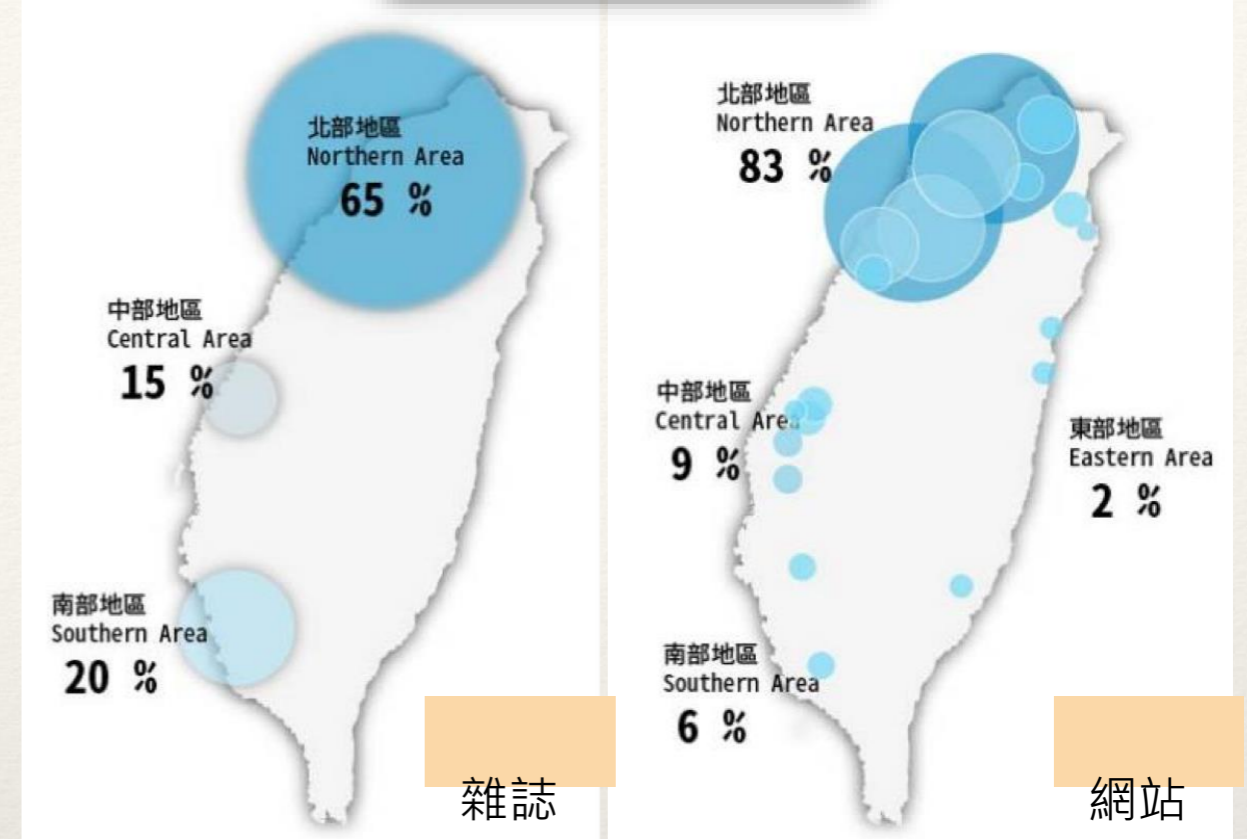 北部地區
Northern Area
65 %
中部地區
Central Area
15 %
南部地區
Southern Area
20 %
雜誌
北部地區
Northern Area
83 %
中部地區
Central Area
9 %
東部地區
Eastern Area
2 %
南部地區
Southern Area
6 %
網站